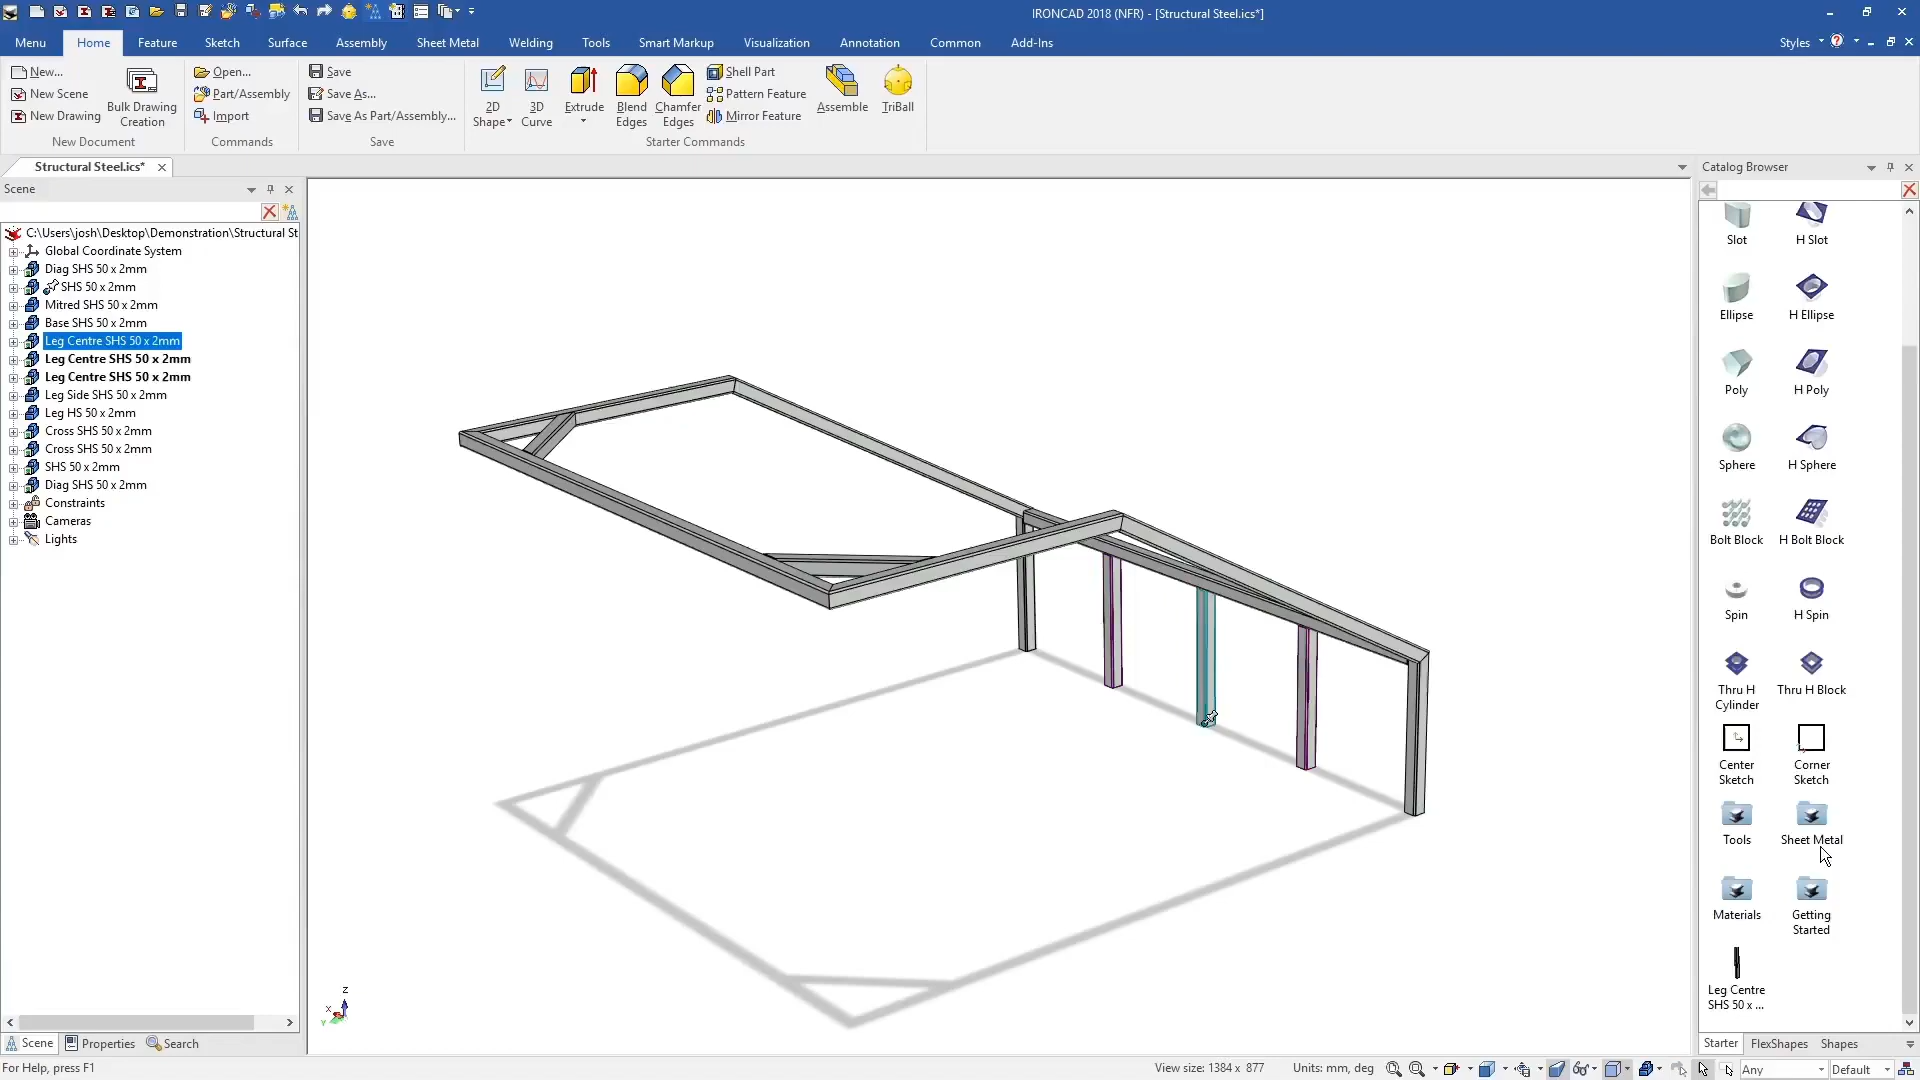 IRONCAD 2018 (NFR) - [Structural Steel.ics*]
Menu Home Feature Sketch Surface Assembly Sheet Metal Welding Tools Smart Markup Visualization Annotation Common Add-Ins Styles
New... Open... Save Shell Part
New Scene Part/Assembly Save As... Pattern Feature
New Drawing Import Save As Part/Assembly... Mirror Feature
Bulk Drawing Creation
2D Shape
3D Curve
Extrude
Blend Edges
Chamfer Edges
Assemble
TriBall
New Document Commands Save Starter Commands
Structural Steel.ics*
Catalog Browser
Scene
C:\Users\josh\Desktop\Demonstration\Structural St
Global Coordinate System
Diag SHS 50 x 2mm
SHS 50 x 2mm
Mitred SHS 50 x 2mm
Base SHS 50 x 2mm
Leg Centre SHS 50 x 2mm
Leg Centre SHS 50 x 2mm
Leg Centre SHS 50 x 2mm
Leg Side SHS 50 x 2mm
Leg HS 50 x 2mm
Cross SHS 50 x 2mm
Cross SHS 50 x 2mm
SHS 50 x 2mm
Diag SHS 50 x 2mm
Constraints
Cameras
Lights
Z
X
Y
Slot H Slot
Ellipse H Ellipse
Poly H Poly
Sphere H Sphere
Bolt Block H Bolt Block
Spin H Spin
Thru H Cylinder
Thru H Block
Center Sketch
Corner Sketch
Tools Sheet Metal
Materials
Getting Started
Leg Centre
SHS 50 x ...
Scene Properties Search
Starter FlexShapes Shapes
For Help, press F1
View size: 1384 x 877
Units: mm, deg
Any
Default